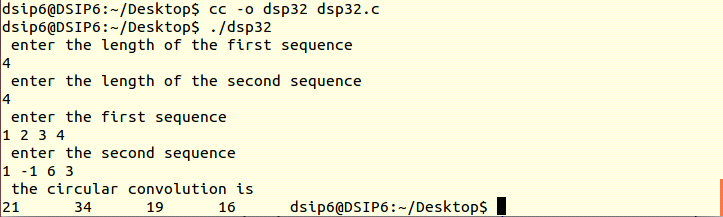 dsip6@DSIP6:~/Desktop$ cc -o dsp32 dsp32.c
dsip6@DSIP6:~/Desktop$ ./dsp32
 enter the length of the first sequence
4
 enter the length of the second sequence
4
 enter the first sequence
1 2 3 4
 enter the second sequence
1 -1 6 3
 the circular convolution is
21      34      19      16      dsip6@DSIP6:~/Desktop$